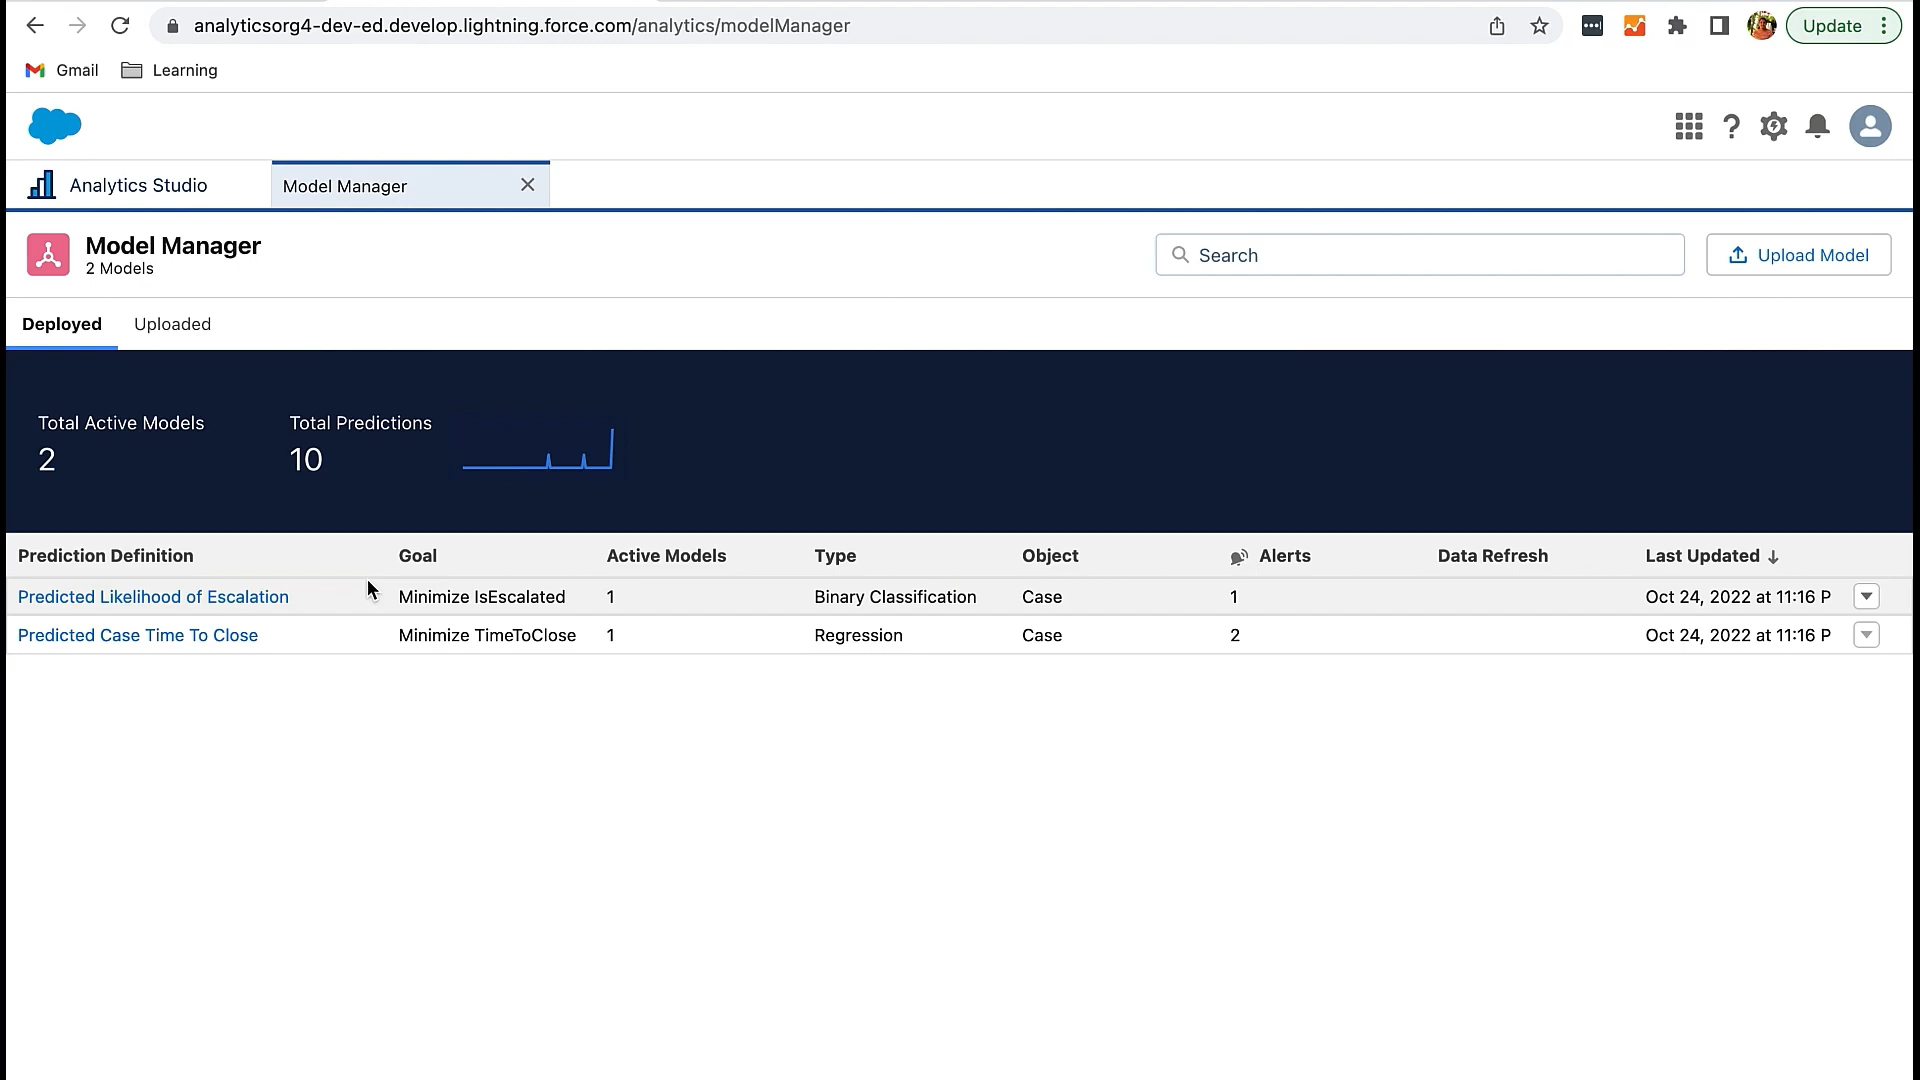 analyticsorg4-dev-ed.develop.lightning.force.com/analytics/modelManager
Update
Gmail
Learning
Analytics Studio
Model Manager
Model Manager
2 Models
Search
Upload Model
Deployed
Uploaded
Total Active Models
2
Total Predictions
10
Prediction Definition Goal Active Models Type Object Alerts Data Refresh Last Updated
Predicted Likelihood of Escalation Minimize IsEscalated 1 Binary Classification Case 1 Oct 24, 2022 at 11:16 P
Predicted Case Time To Close Minimize TimeToClose 1 Regression Case 2 Oct 24, 2022 at 11:16 P